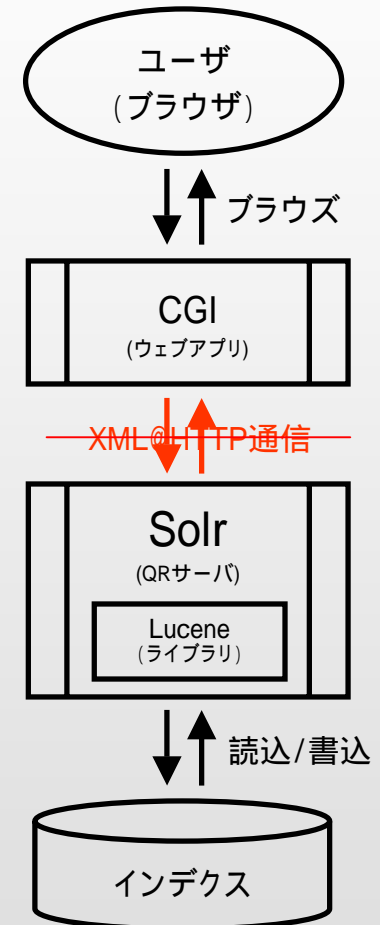 ユーザ
(ブラウザ)
ブラウズ
CGI
(ウェブアプリ)
XML@HTTP通信
Solr
(QRサーバ)
Lucene
(ライブラリ)
読込/書込
インデクス